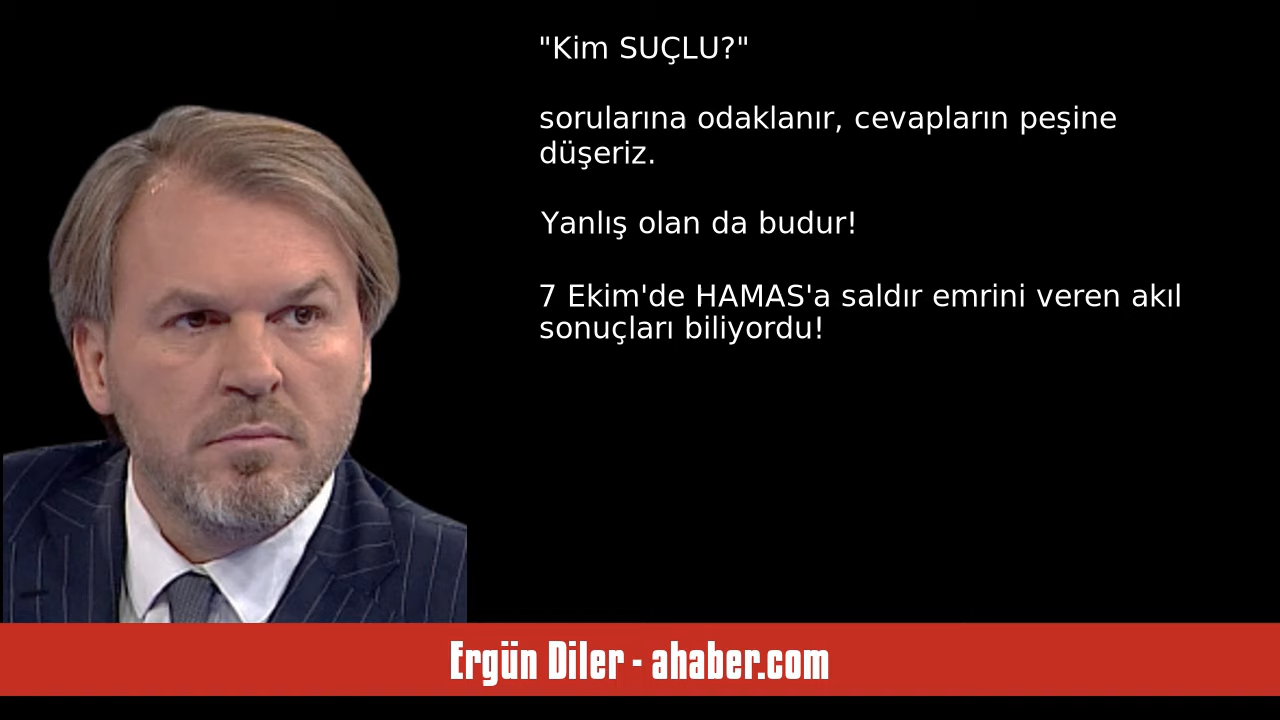 "Kim SUÇLU?"
sorularına odaklanır, cevapların peşine
düşeriz.
Yanlış olan da budur!
7 Ekim'de HAMAS'a saldır emrini veren akıl
sonuçları biliyordu!
Ergün Diler - ahaber.com